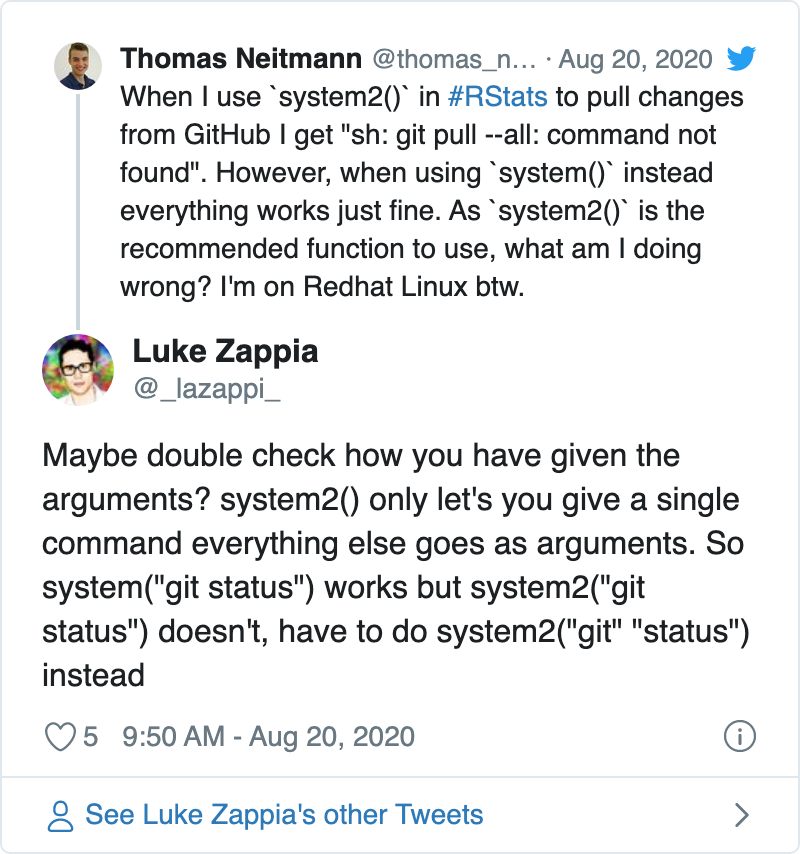 Thomas Neitmann @thomas_n... · Aug 20, 2020
When I use `system2()` in #RStats to pull changes
from GitHub I get "sh: git pull --all: command not
found". However, when using `system()` instead
everything works just fine. As `system2()` is the
recommended function to use, what am I doing
wrong? I'm on Redhat Linux btw.
Luke Zappia
@_lazappi_
Maybe double check how you have given the
arguments? system2() only let's you give a single
command everything else goes as arguments. So
system("git status") works but system2("git
status") doesn't, have to do system2("git" "status")
instead
5 9:50 AM - Aug 20, 2020
See Luke Zappia's other Tweets